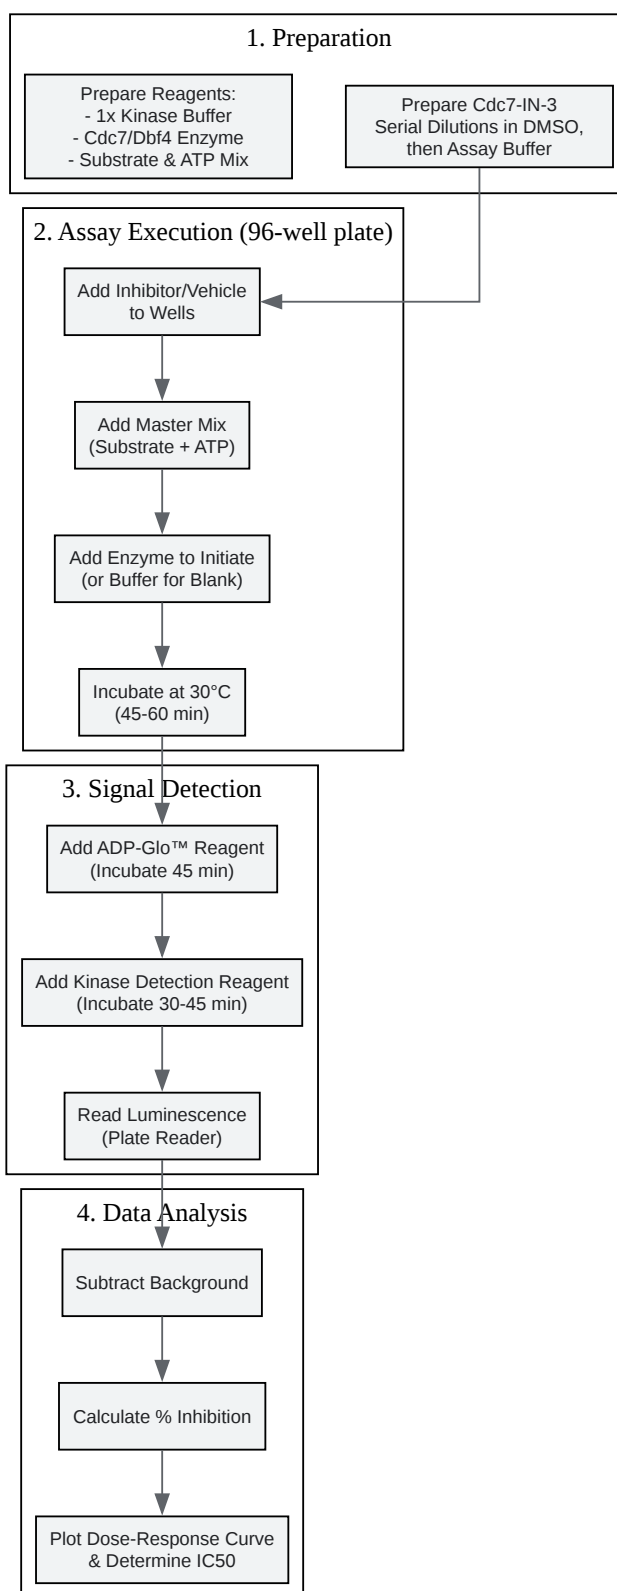 1. Preparation
Prepare Reagents:
- 1x Kinase Buffer
- Cdc7/Dbf4 Enzyme
- Substrate & ATP Mix
Prepare Cdc7-IN-3
Serial Dilutions in DMSO,
then Assay Buffer
2. Assay Execution (96-well plate)
Add Inhibitor/Vehicle
to Wells
Add Master Mix
(Substrate + ATP)
Add Enzyme to Initiate
(or Buffer for Blank)
Incubate at 30°C
(45-60 min)
3. Signal Detection
Add ADP-Glo™ Reagent
(Incubate 45 min)
Add Kinase Detection Reagent
(Incubate 30-45 min)
Read Luminescence
(Plate Reader)
4. Data Analysis
Subtract Background
Calculate % Inhibition
Plot Dose-Response Curve
& Determine IC50